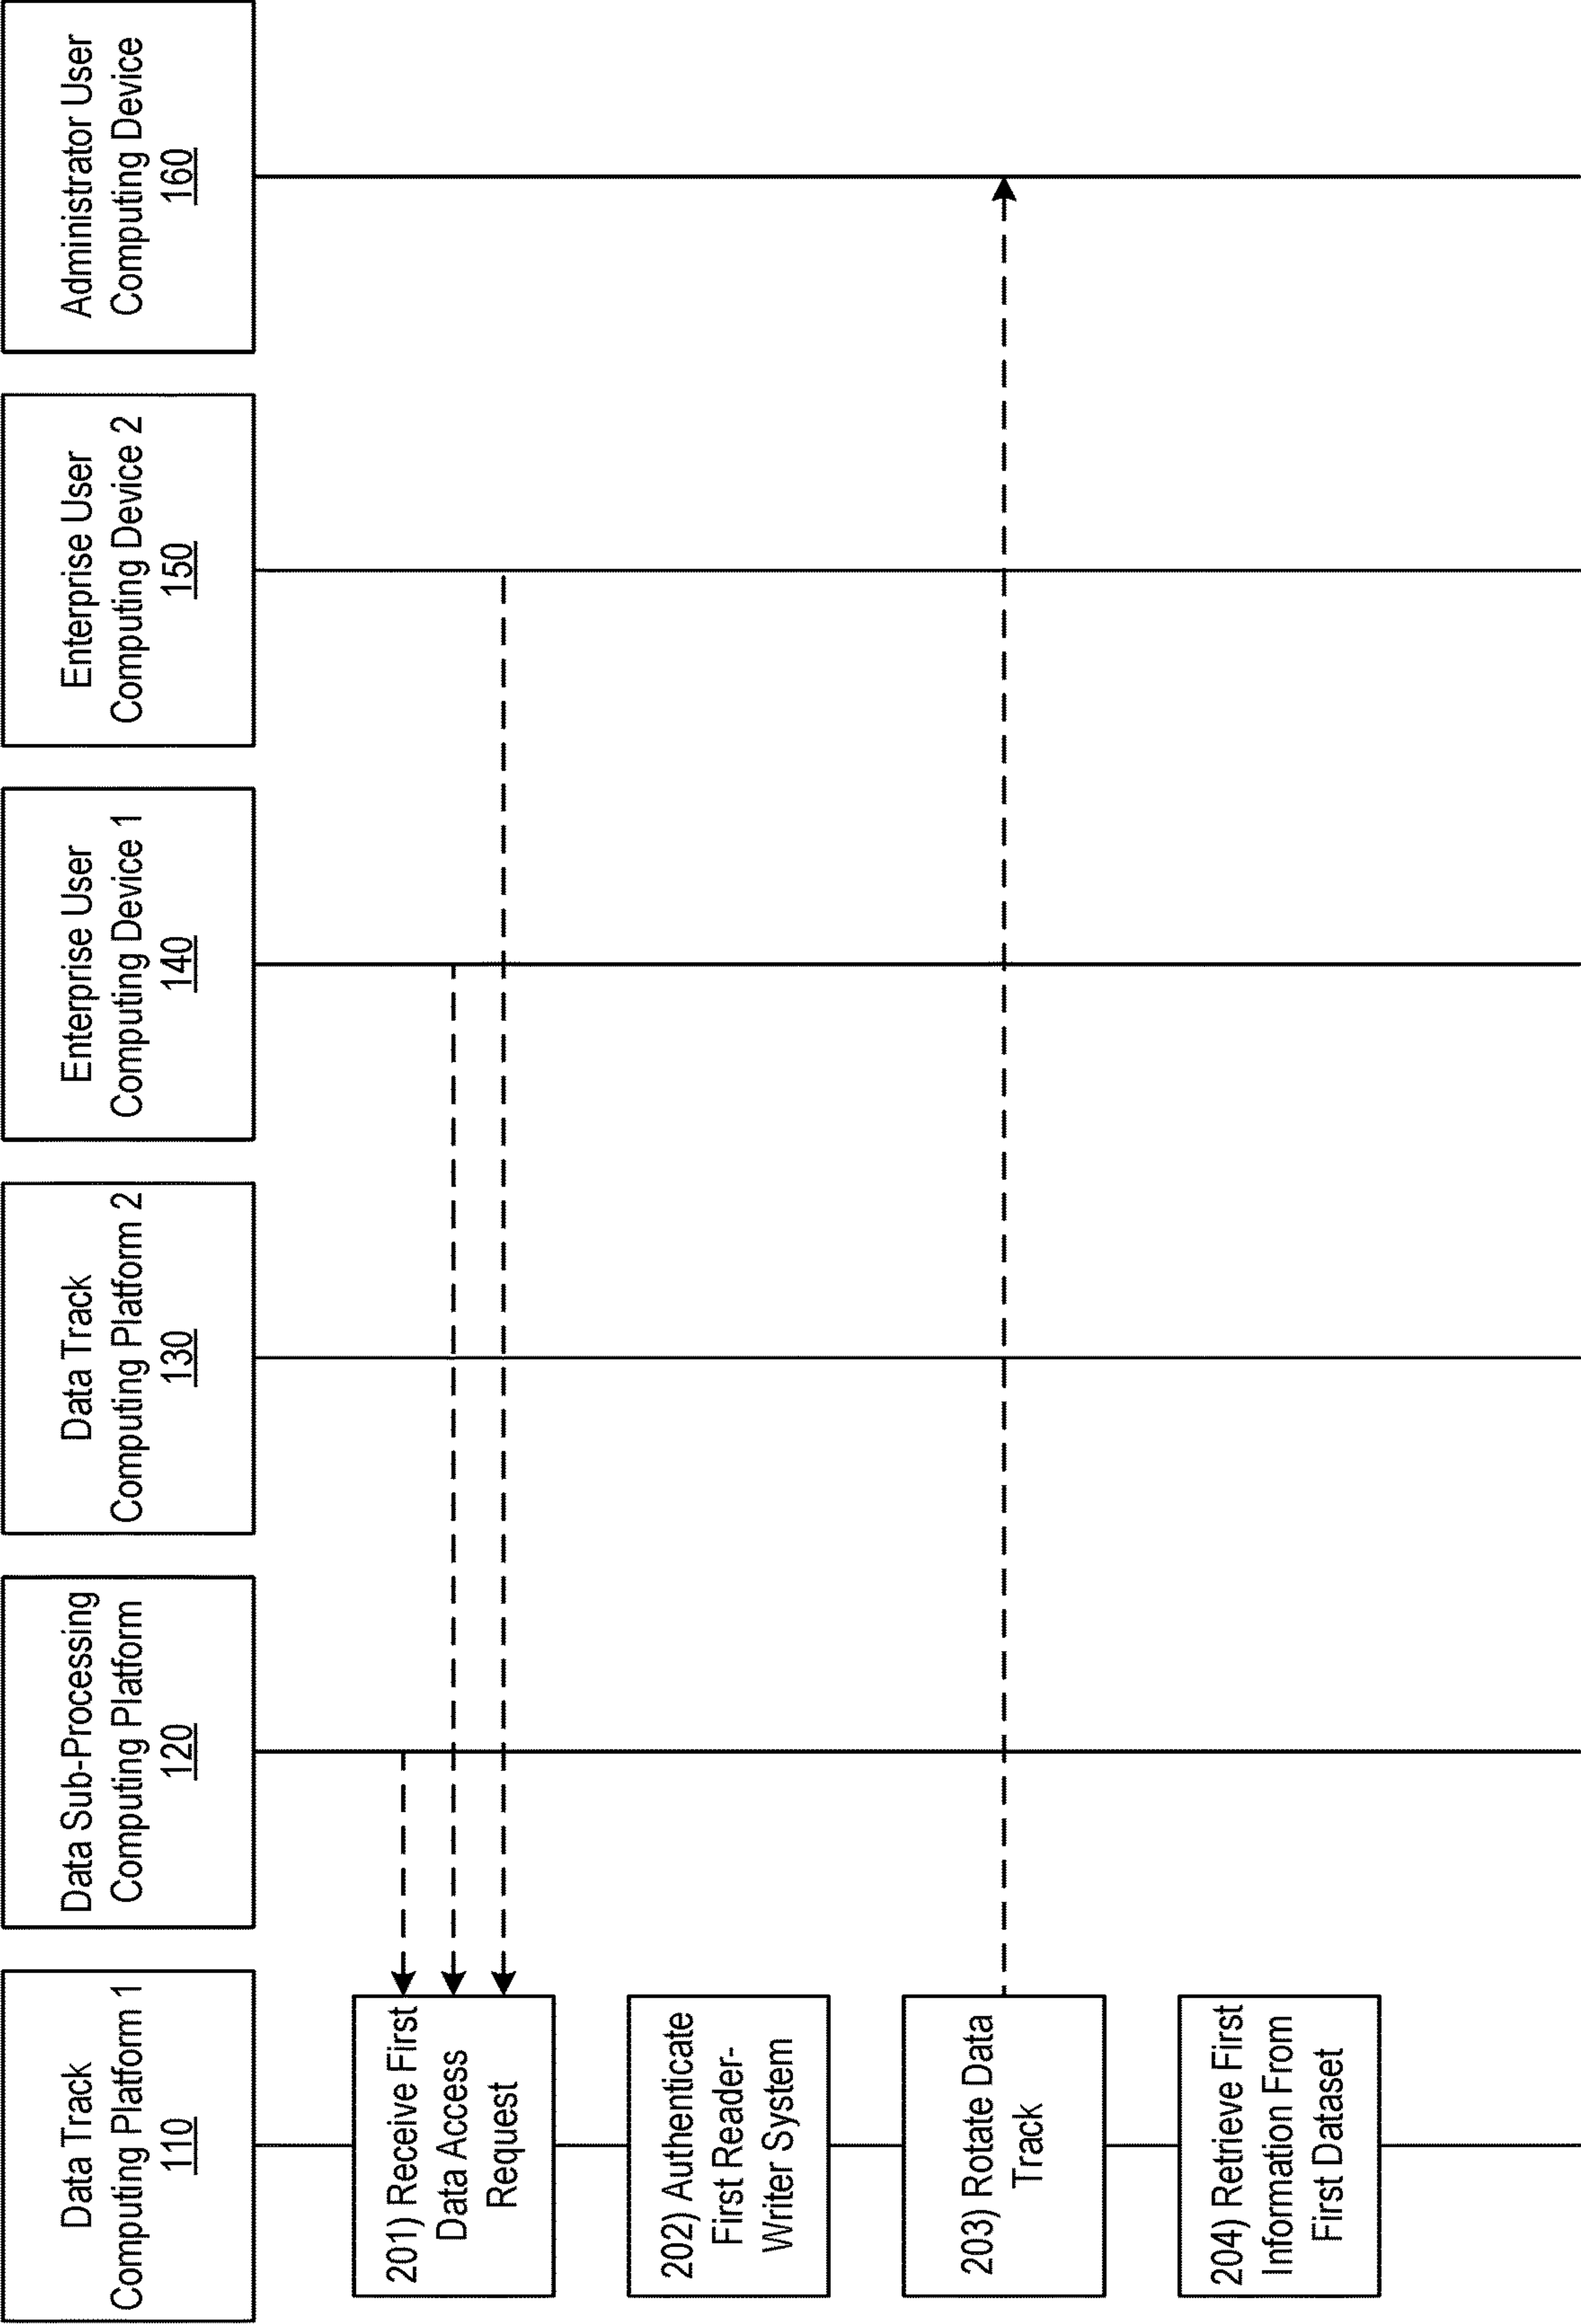 Data Track
Computing Platform 1
110
Data Sub-Processing
Computing Platform
120
Data Track
Computing Platform 2
130
Enterprise User
Computing Device 1
140
Enterprise User
Computing Device 2
150
Administrator User
Computing Device
160
201) Receive First
Data Access
Request
202) Authenticate
First Reader-
Writer System
203) Rotate Data
Track
204) Retrieve First
Information From
First Dataset